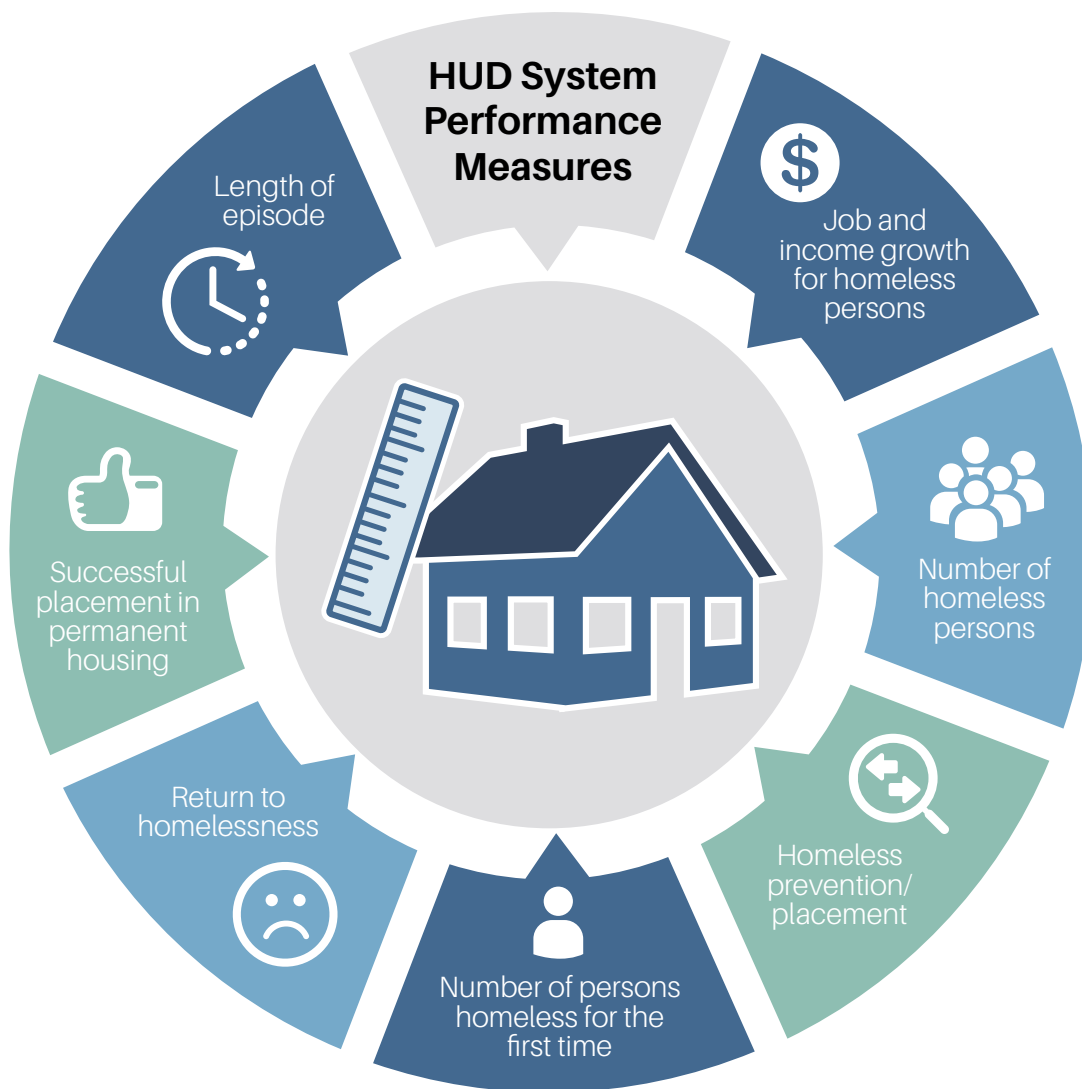 HUD System
Performance
Measures
$
Job and
income growth
for homeless
persons
Number of
homeless
persons
Homeless
prevention/
placement
Number of persons
homeless for the
first time
Return to
homelessness
Successful
placement in
permanent
housing
Length of
episode